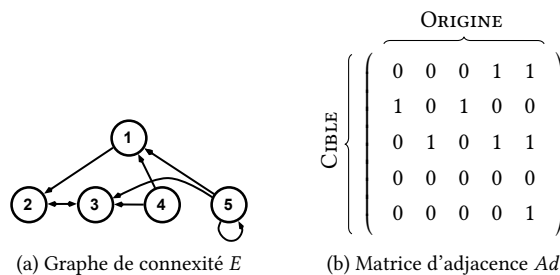 ORIGINE
CIBLE
0 0 0 1 1
1 0 1 0 0
0 1 0 1 1
0 0 0 0 0
0 0 0 0 1
1
2 3 4 5
(a) Graphe de connexité E
(b) Matrice d'adjacence Ad